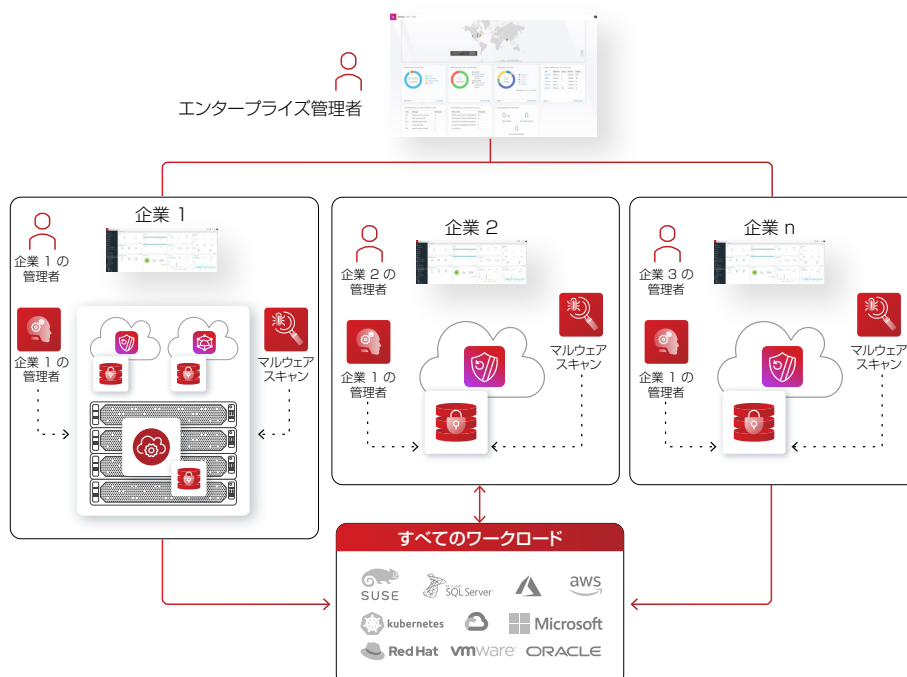 エンタープライズ管理者
企業 1
企業 1 の
管理者
企業 1 の
管理者
マルウェア
スキャン
企業 2
企業 2 の
管理者
企業 1 の
管理者
マルウェア
スキャン
企業 n
企業 3 の
管理者
企業 1 の
管理者
マルウェア
スキャン
すべてのワークロード
SUSE
SQL Server
aws
kubernetes
Microsoft
Red Hat
vmware
ORACLE